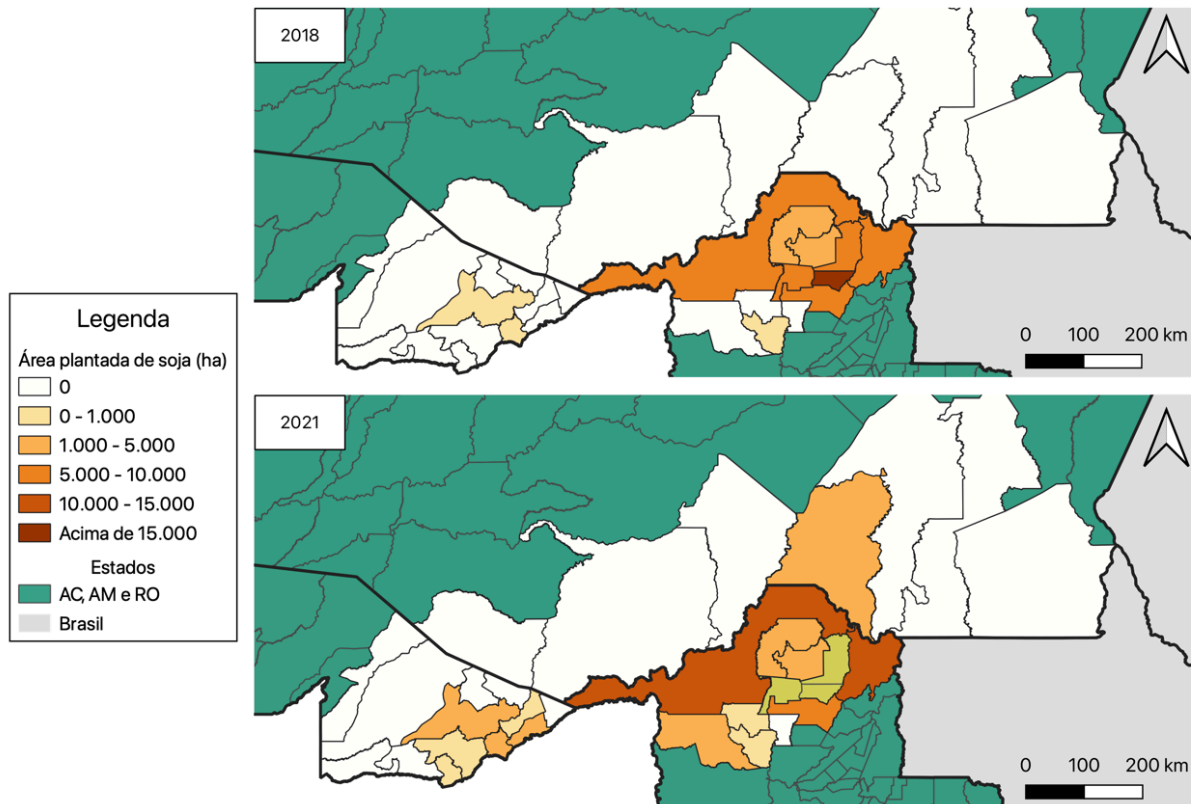 2018
0 100 200 km
Legenda
Área plantada de soja (ha)
0
0 - 1.000
1.000 - 5.000
5.000 - 10.000
10.000 - 15.000
Acima de 15.000
Estados
AC, AM e RO
Brasil
2021
0 100 200 km